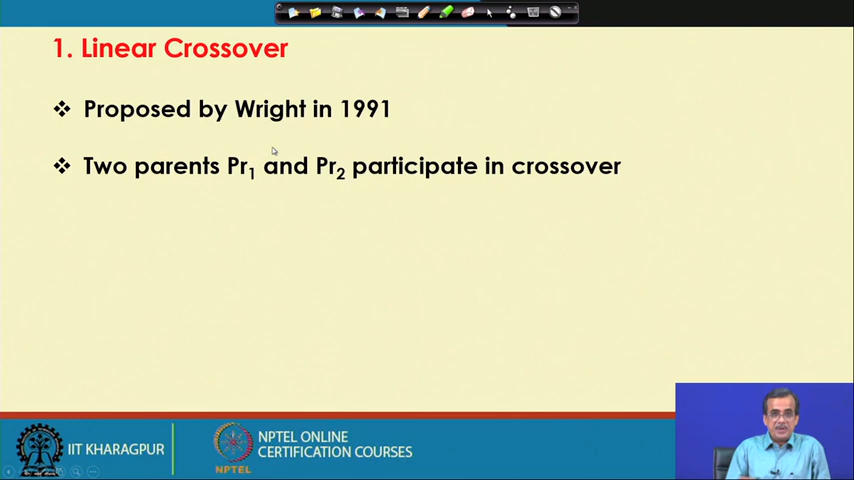 1. Linear Crossover
❖ Proposed by Wright in 1991
❖ Two parents Pr₁ and Pr₂ participate in crossover
IIT KHARAGPUR
NPTEL
NPTEL ONLINE
CERTIFICATION COURSES